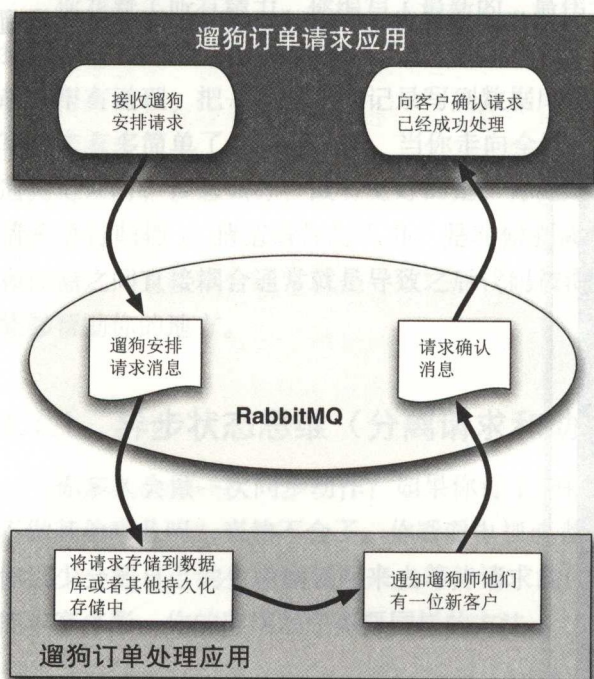 遛狗订单请求应用
接收遛狗
安排请求
向客户确认请求
已经成功处理
遛狗安排
请求消息
请求确认
消息
RabbitMQ
将请求存储到数据
库或者其他持久化
存储中
通知遛狗师他们
有一位新客户
遛狗订单处理应用